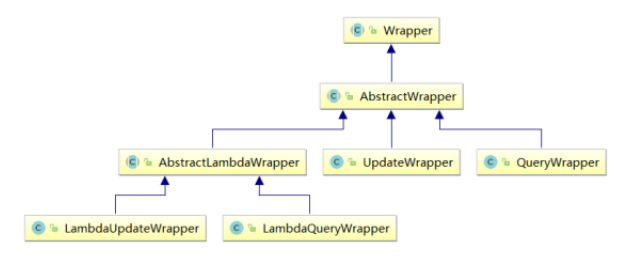 Wrapper
AbstractWrapper
AbstractLambdaWrapper
UpdateWrapper
QueryWrapper
LambdaUpdateWrapper
LambdaQueryWrapper